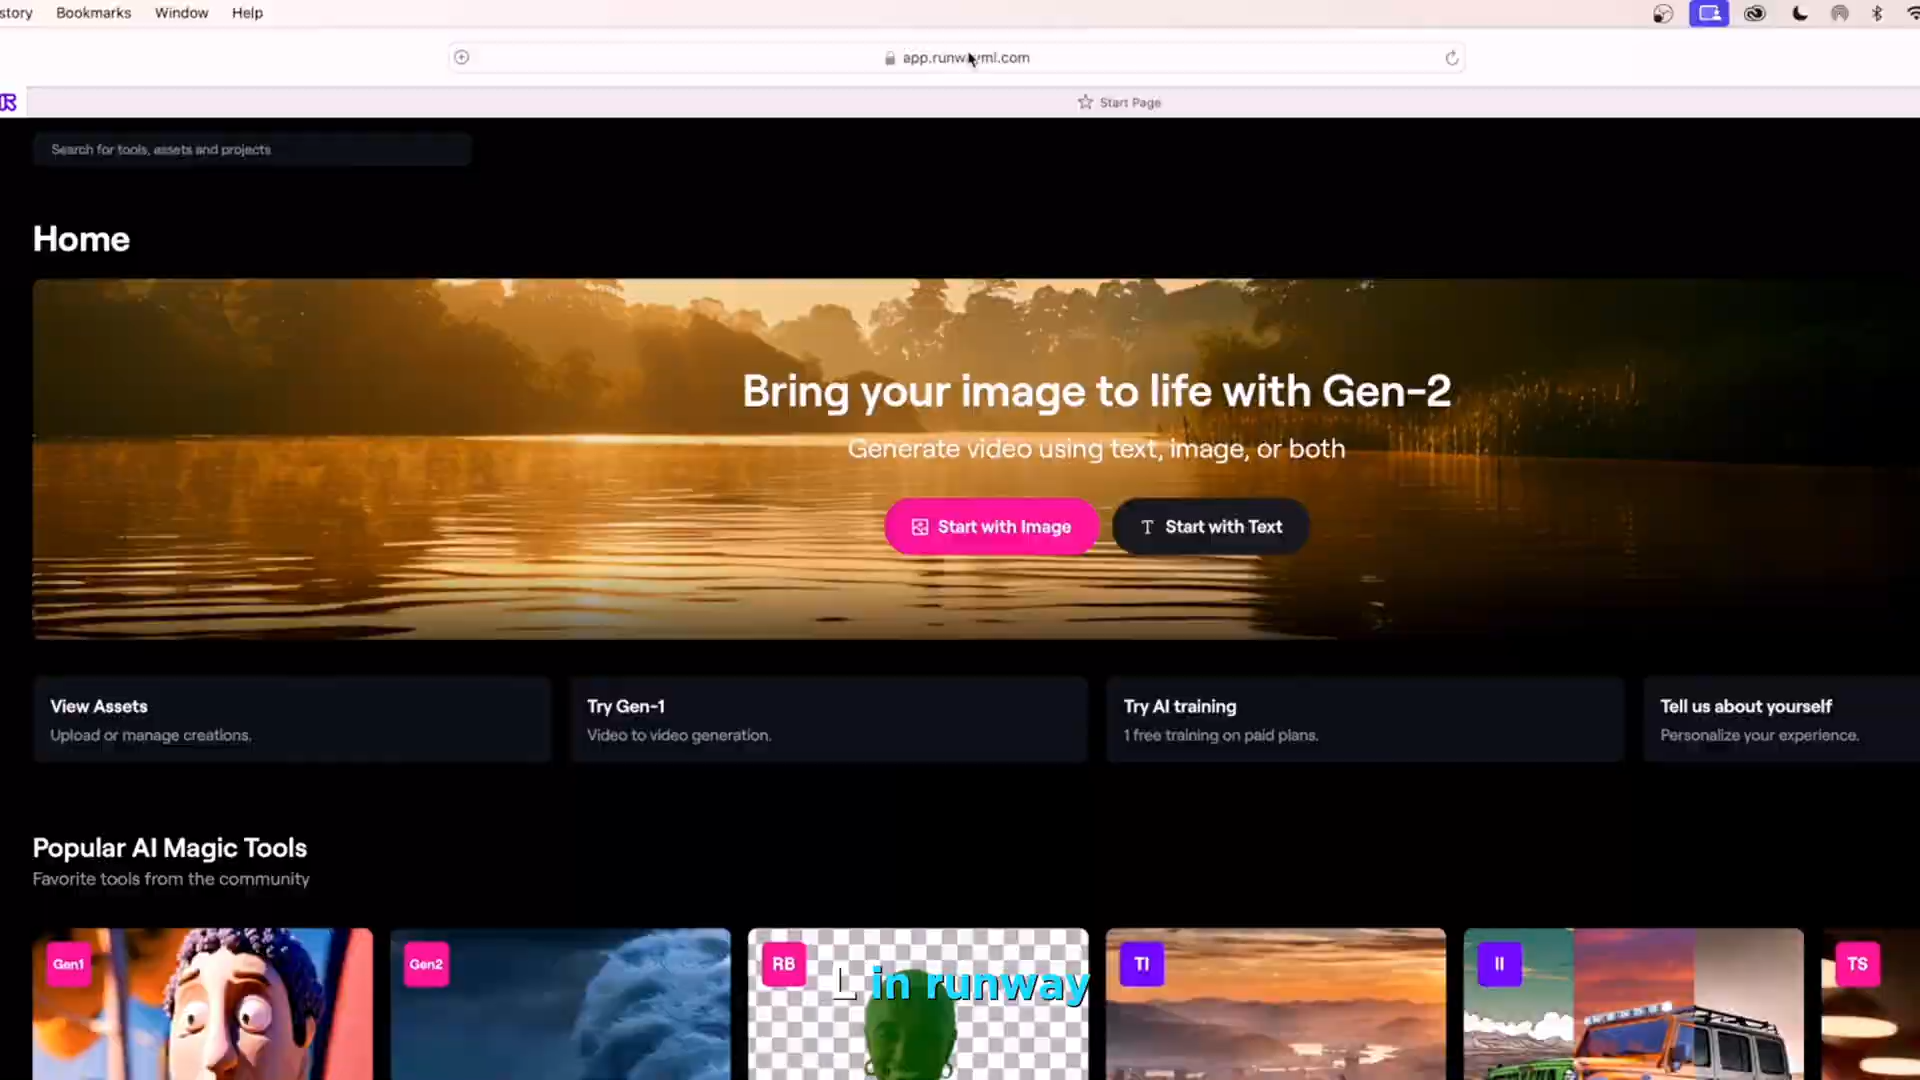 Bookmarks Window Help
app.runwayml.com
Start Page
Search for tools, assets and projects
Home
Bring your image to life with Gen-2
Generate video using text, image, or both
Start with Image
Start with Text
View Assets
Upload or manage creations.
Try Gen-1
Video to video generation.
Try AI training
1 free training on paid plans.
Tell us about yourself
Personalize your experience.
Popular AI Magic Tools
Favorite tools from the community
Gen1
Gen2
RB
TI
II
TS
in runway